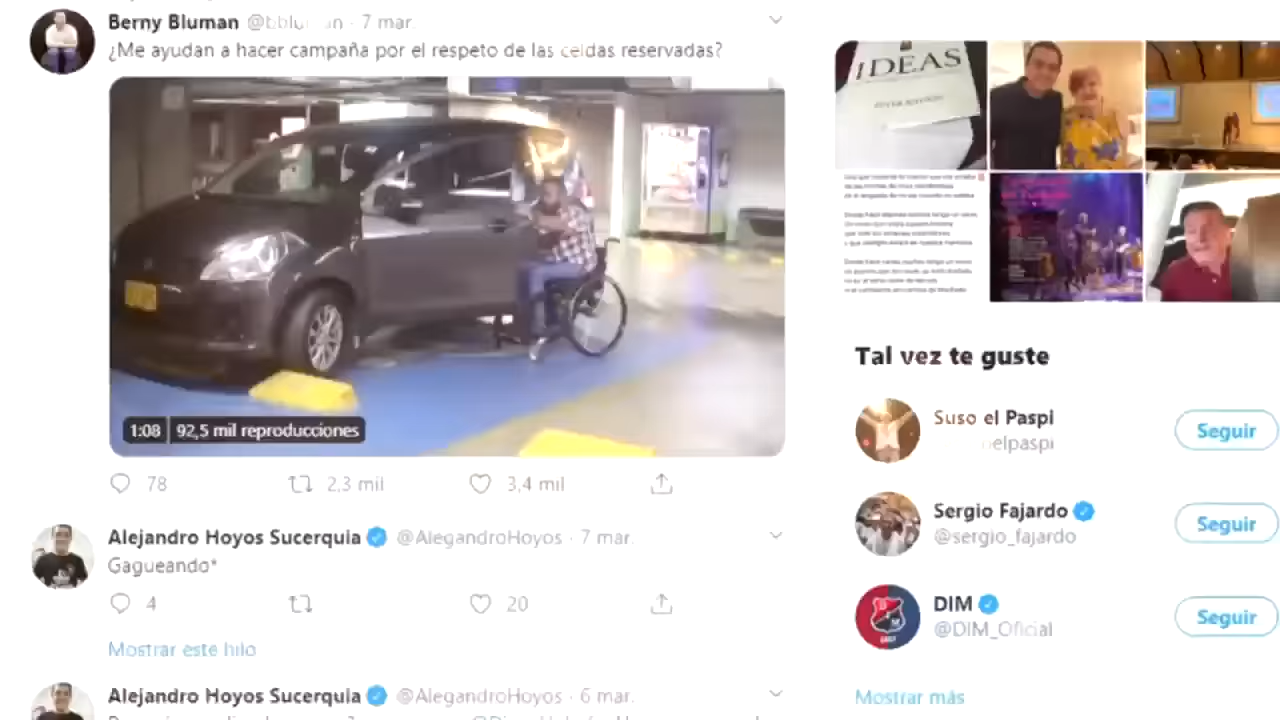 Berny Bluman · 7 mar.
¿Me ayudan a hacer campaña por el respeto de las celdas reservadas?
1:08 92,5 mil reproducciones
78 2,3 mil 3,4 mil
Alejandro Hoyos Sucerquia @AlegandroHoyos · 7 mar.
Gagueando*
4 20
Mostrar este hilo
Alejandro Hoyos Sucerquia @AlegandroHoyos · 6 mar.
IDEAS
Tal vez te guste
Suso el Paspi
elpaspi
Seguir
Sergio Fajardo
@sergio_fajardo
Seguir
DIM
@DIM_Oficial
Seguir
Mostrar más